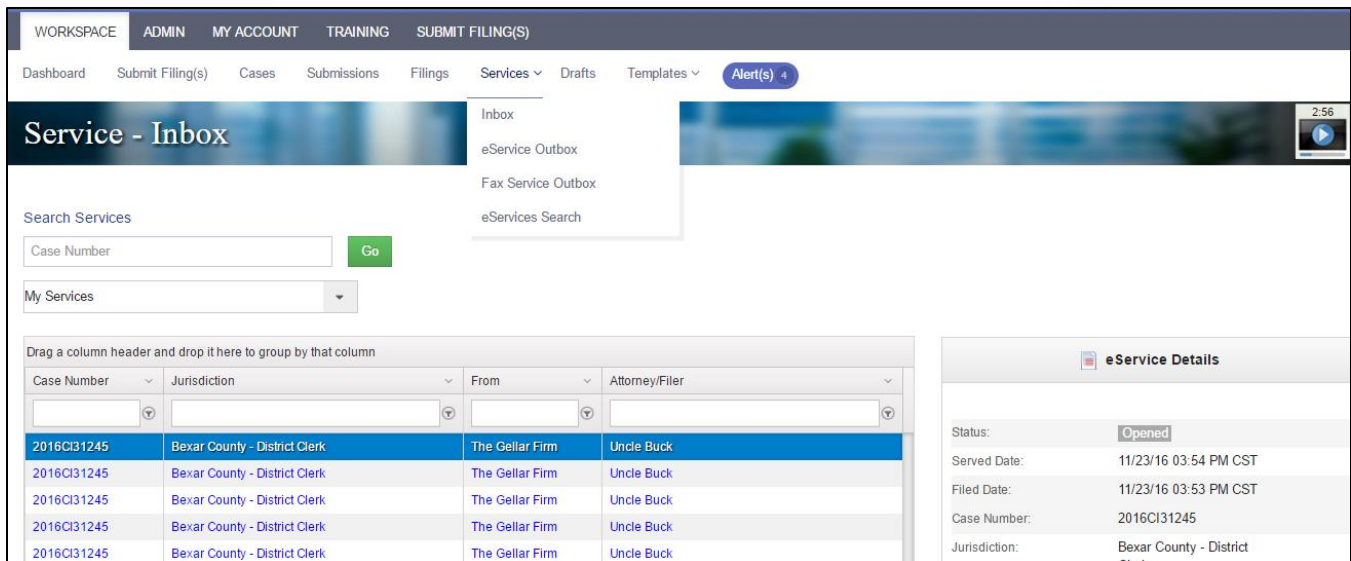 WORKSPACE ADMIN MY ACCOUNT TRAINING SUBMIT FILING(S)
Dashboard Submit Filing(s) Cases Submissions Filings Services Drafts Templates Alert(s) 4
Inbox
eService Outbox
Fax Service Outbox
eServices Search
Service - Inbox
2:56
Search Services
Case Number Go
My Services
Drag a column header and drop it here to group by that column
Case Number Jurisdiction From Attorney/Filer
2016CI31245 Bexar County - District Clerk The Gellar Firm Uncle Buck
2016CI31245 Bexar County - District Clerk The Gellar Firm Uncle Buck
2016CI31245 Bexar County - District Clerk The Gellar Firm Uncle Buck
2016CI31245 Bexar County - District Clerk The Gellar Firm Uncle Buck
2016CI31245 Bexar County - District Clerk The Gellar Firm Uncle Buck
eService Details
Status: Opened
Served Date: 11/23/16 03:54 PM CST
Filed Date: 11/23/16 03:53 PM CST
Case Number: 2016CI31245
Jurisdiction: Bexar County - District